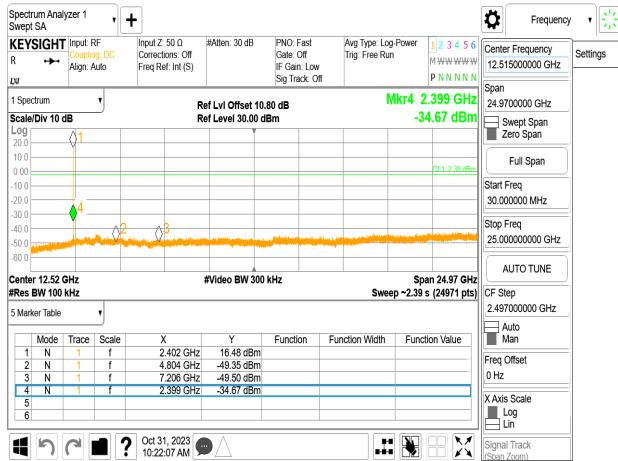 Spectrum Analyzer 1
Swept SA
Frequency
KEYSIGHT
R
LXI
Input: RF
Coupling: DC
Align: Auto
Input Z: 50 Ω
Corrections: Off
Freq Ref: Int (S)
#Atten: 30 dB
PNO: Fast
Gate: Off
IF Gain: Low
Sig Track: Off
Avg Type: Log-Power
Trig: Free Run
1 2 3 4 5 6
M W W W W W
P N N N N N
1 Spectrum
Scale/Div 10 dB
Ref Lvl Offset 10.80 dB
Ref Level 30.00 dBm
Mkr4 2.399 GHz
-34.67 dBm
Log
20.0
10.0
0.00
-10.0
-20.0
-30.0
-40.0
-50.0
-60.0
1
4
2
3
Center 12.52 GHz
#Video BW 300 kHz
Span 24.97 GHz
#Res BW 100 kHz
Sweep ~2.39 s (24971 pts)
5 Marker Table
Mode Trace Scale X Y Function Function Width Function Value
1 N 1 f 2.402 GHz 16.48 dBm
2 N 1 f 4.804 GHz -49.35 dBm
3 N 1 f 7.206 GHz -49.50 dBm
4 N 1 f 2.399 GHz -34.67 dBm
5
6
Oct 31, 2023
10:22:07 AM
?
Center Frequency
12.515000000 GHz
Settings
Span
24.9700000 GHz
Swept Span
Zero Span
Full Span
Start Freq
30.000000 MHz
Stop Freq
25.000000000 GHz
AUTO TUNE
CF Step
2.497000000 GHz
Auto
Man
Freq Offset
0 Hz
X Axis Scale
Log
Lin
Signal Track
(Span Zoom)